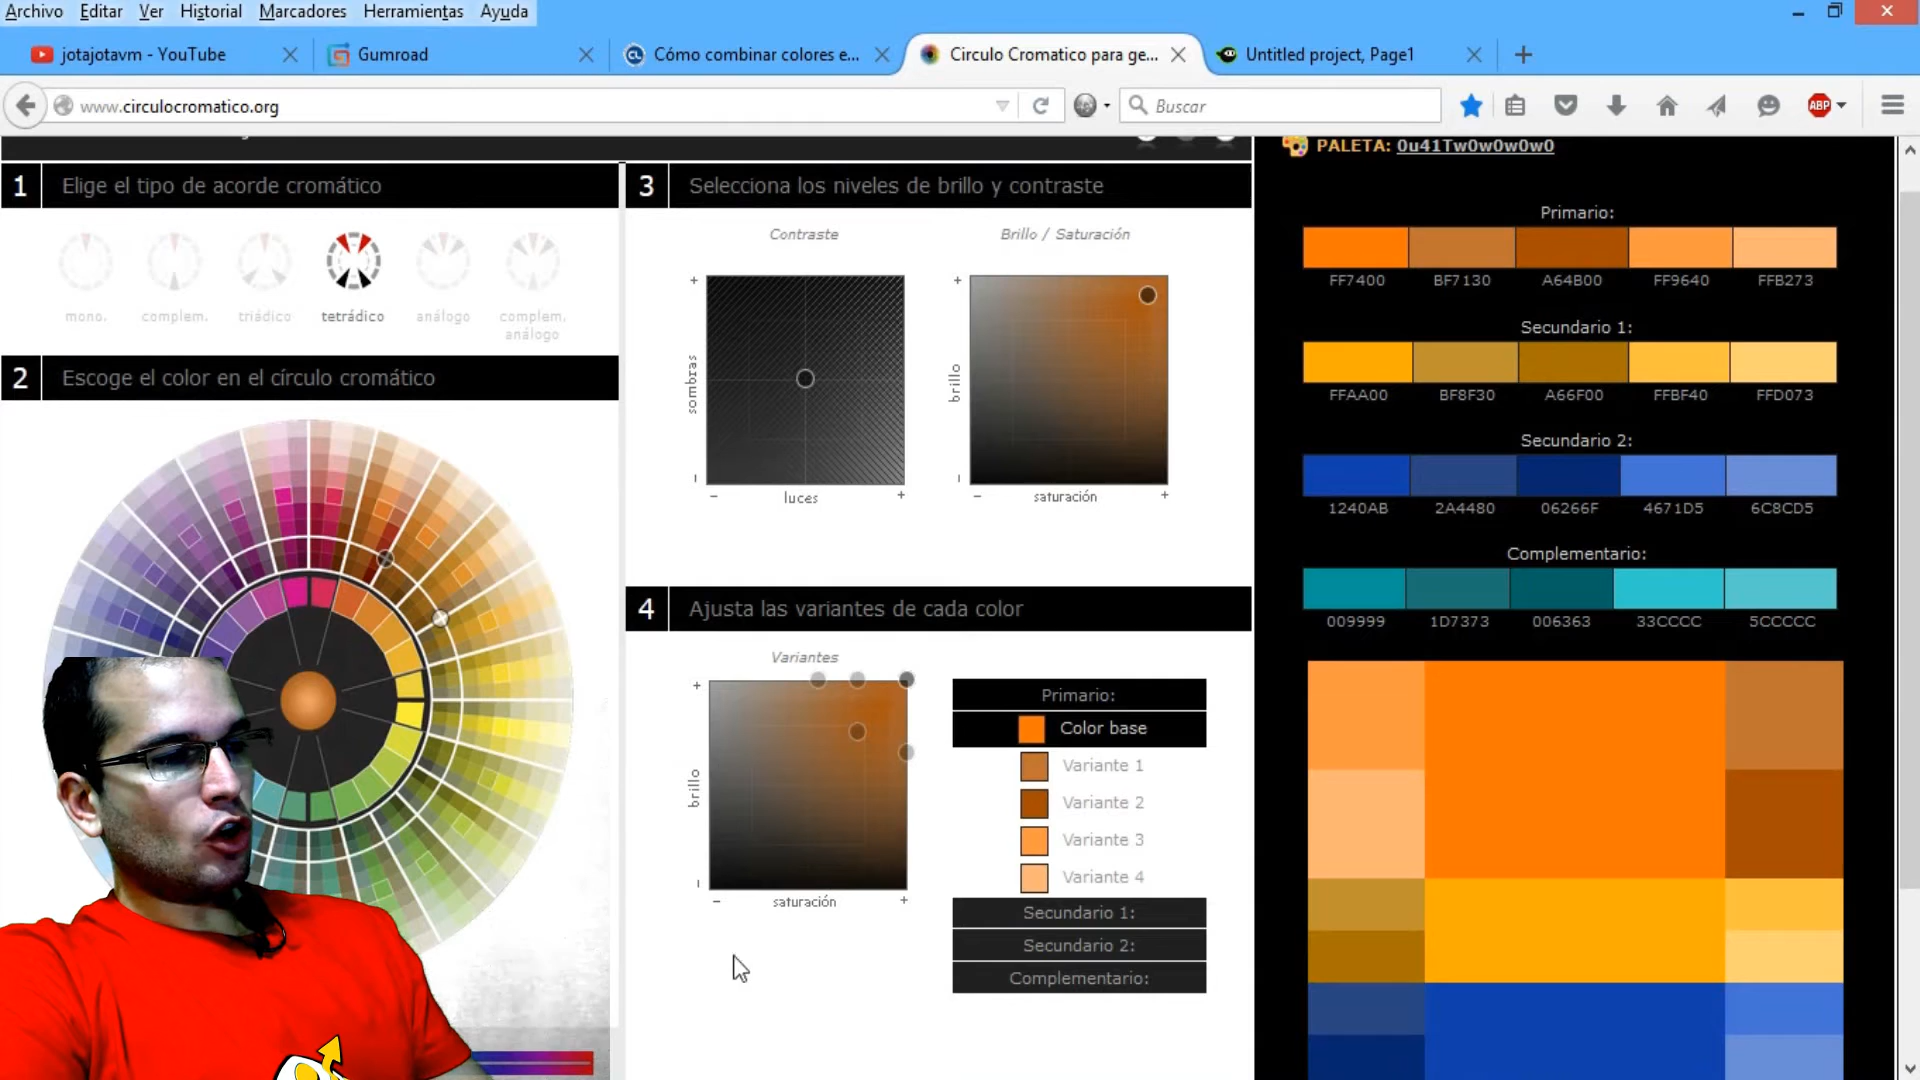 Archivo Editar Ver Historial Marcadores Herramientas Ayuda
jotajotavm - YouTube Gumroad Cómo combinar colores e... Circulo Cromatico para ge... Untitled project, Page1
www.circulocromatico.org Buscar ABP
PALETA: 0u41Tw0w0w0w0
1 Elige el tipo de acorde cromático
mono. complem. triádico tetrádico análogo complem. análogo
2 Escoge el color en el círculo cromático
3 Selecciona los niveles de brillo y contraste
Contraste Brillo / Saturación
+ +
sombras brillo
- -
- luces + - saturación +
4 Ajusta las variantes de cada color
Variantes
+
brillo
-
- saturación +
Primario:
Color base
Variante 1
Variante 2
Variante 3
Variante 4
Secundario 1:
Secundario 2:
Complementario:
Primario:
FF7400 BF7130 A64B00 FF9640 FFB273
Secundario 1:
FFAA00 BF8F30 A66F00 FFBF40 FFD073
Secundario 2:
1240AB 2A4480 06266F 4671D5 6C8CD5
Complementario:
009999 1D7373 006363 33CCCC 5CCCCC